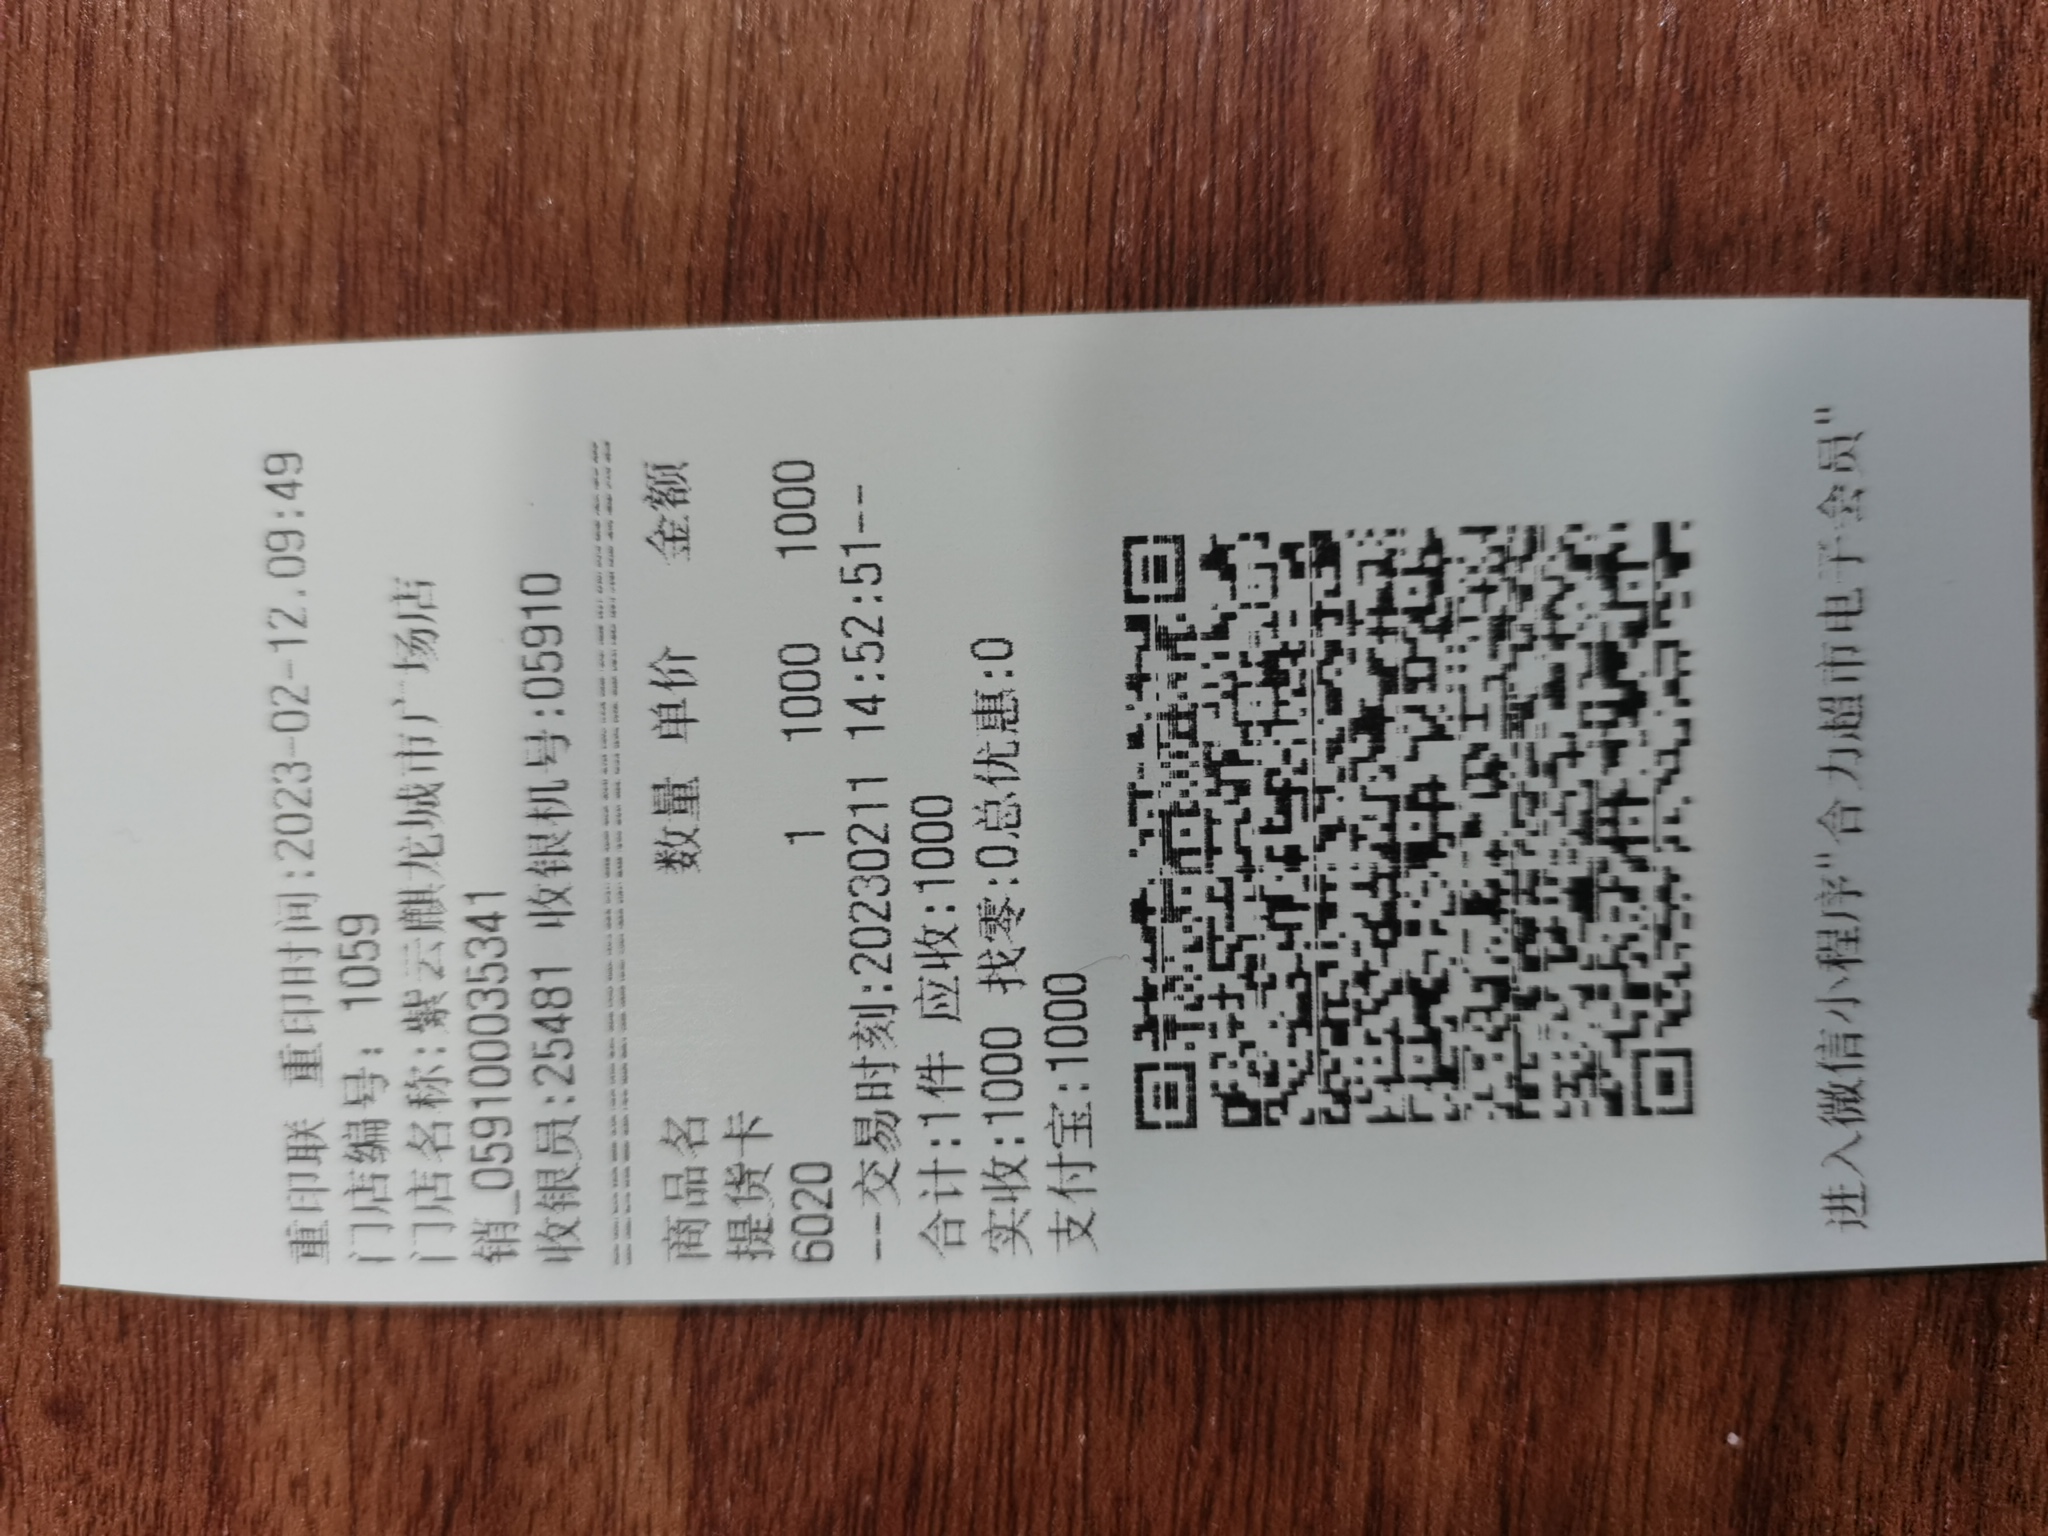 重印联 重印时间:2023-02-12.09:49
门店编号: 1059
门店名称:紫云麒龙城市广场店
销_0591000035341
收银员:25481 收银机号:05910
商品名 数量 单价 金额
提货卡
6020 1 1000 1000
--交易时刻:20230211 14:52:51--
合计:1件 应收:1000
实收:1000 找零:0总优惠:0
支付宝:1000
进入微信小程序"合力超市电子会员"